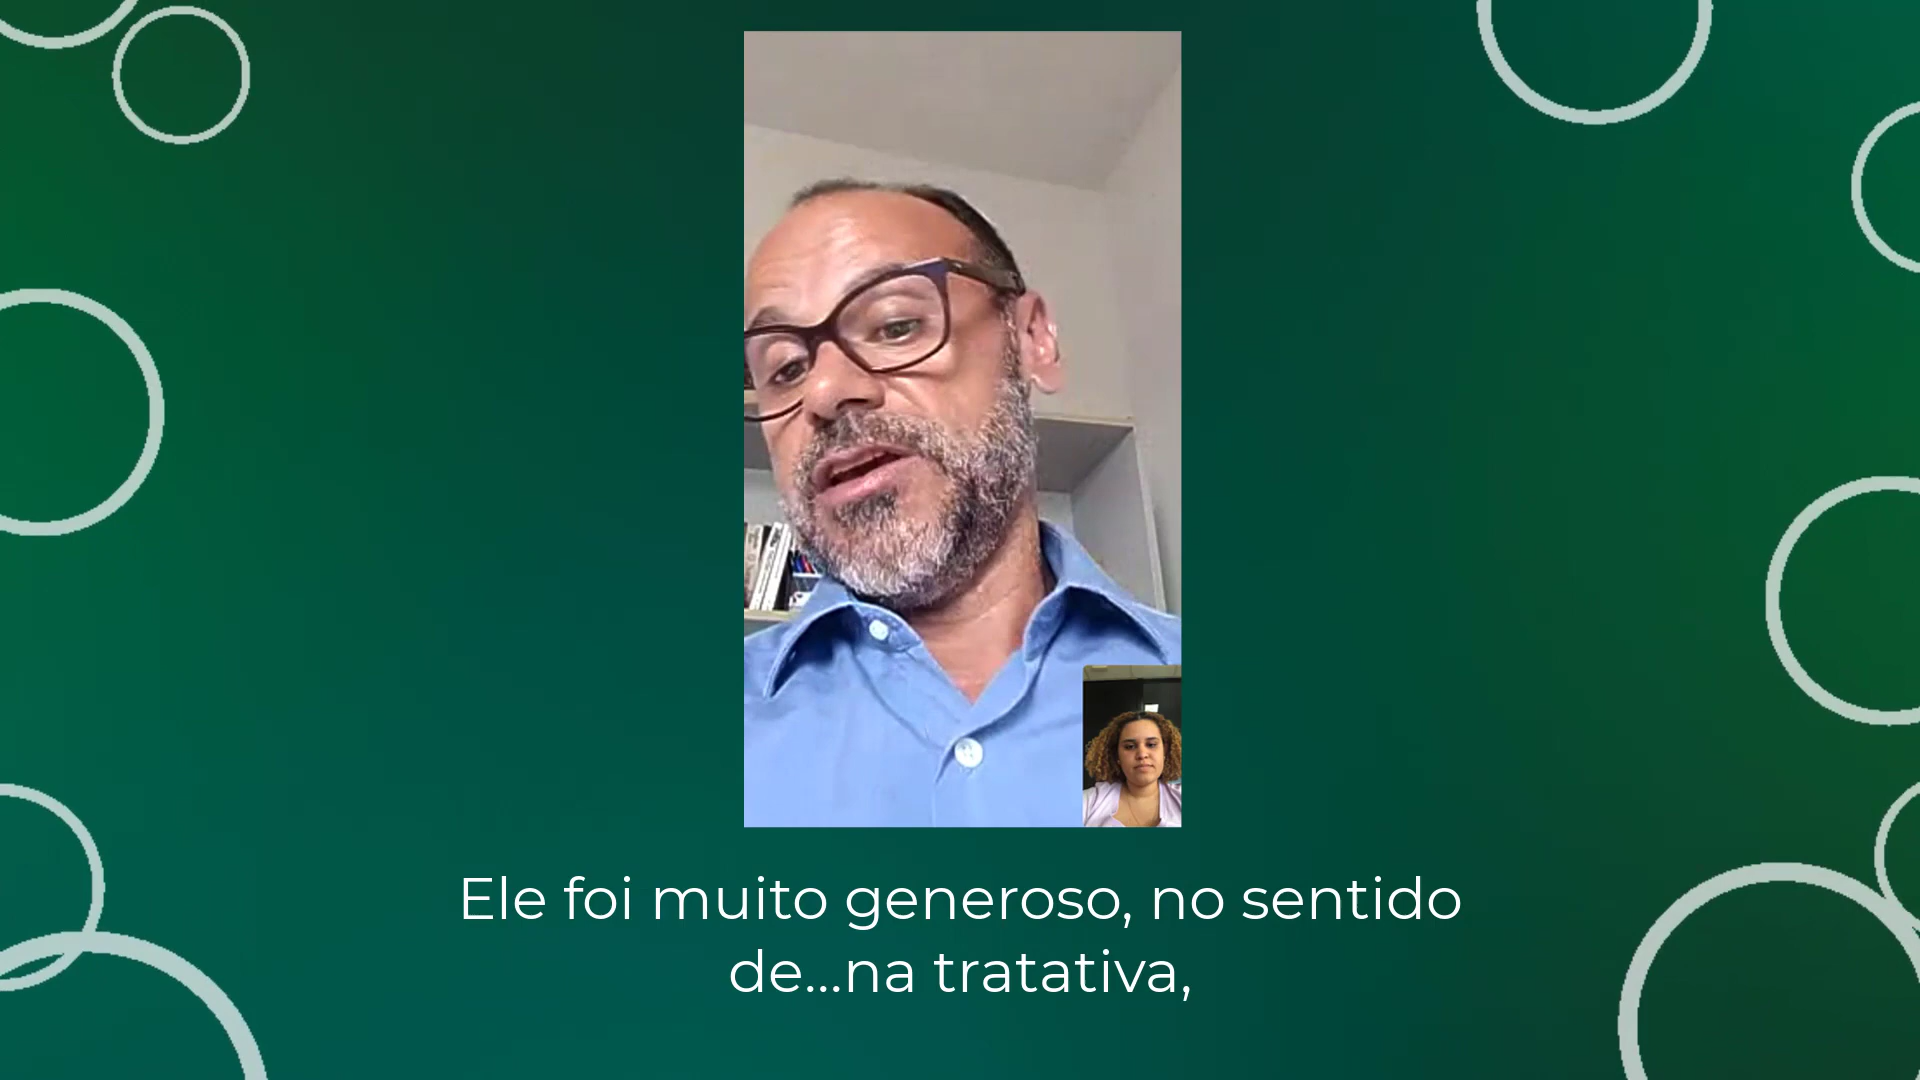 Ele foi muito generoso, no sentido
de...na tratativa,